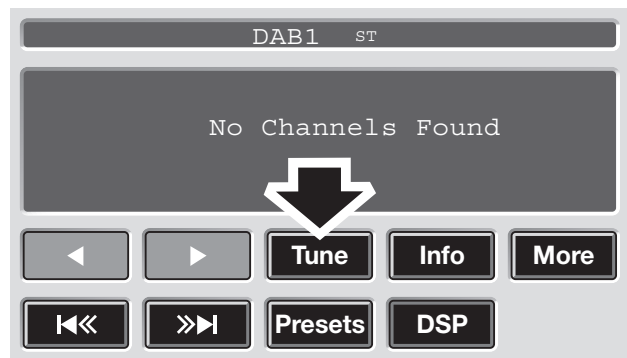 DAB1 ST
No Channels Found
Tune Info More
Presets DSP